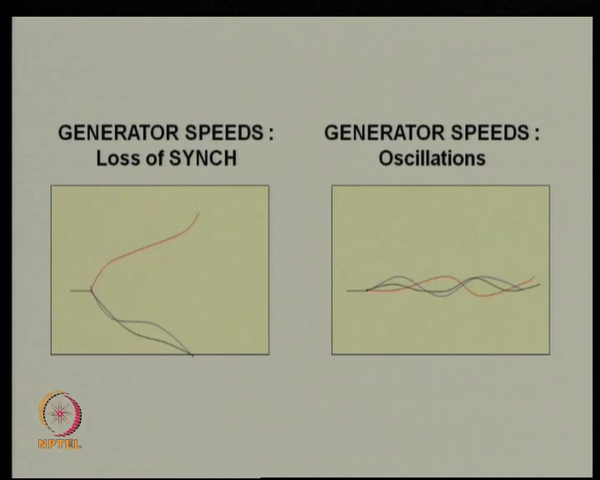 GENERATOR SPEEDS :
Loss of SYNCH
GENERATOR SPEEDS :
Oscillations
NPTEL